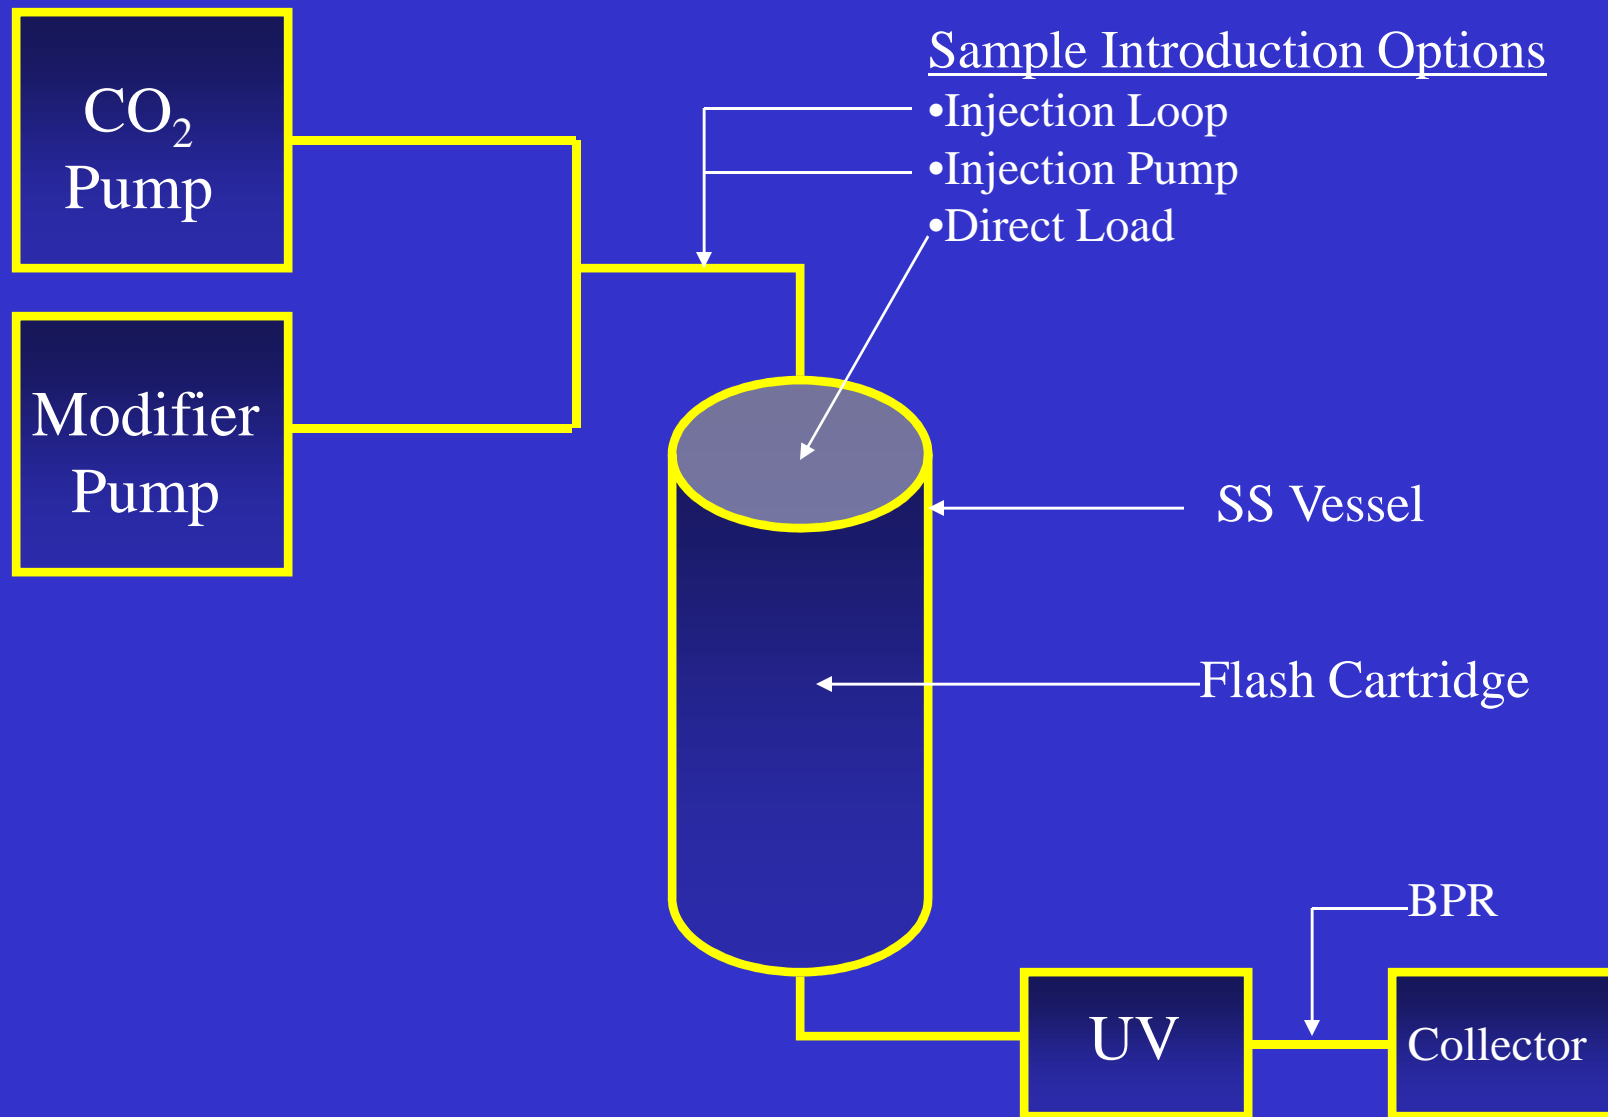 CO₂
Pump
Modifier
Pump
Sample Introduction Options
•Injection Loop
•Injection Pump
•Direct Load
SS Vessel
Flash Cartridge
BPR
UV
Collector